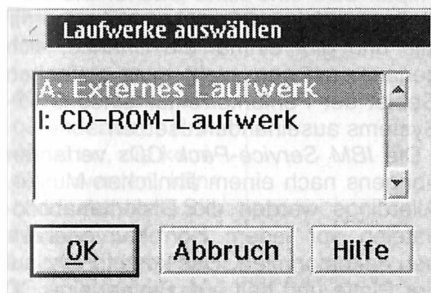 Laufwerke auswählen
A: Externes Laufwerk
I: CD-ROM-Laufwerk
OK
Abbruch
Hilfe